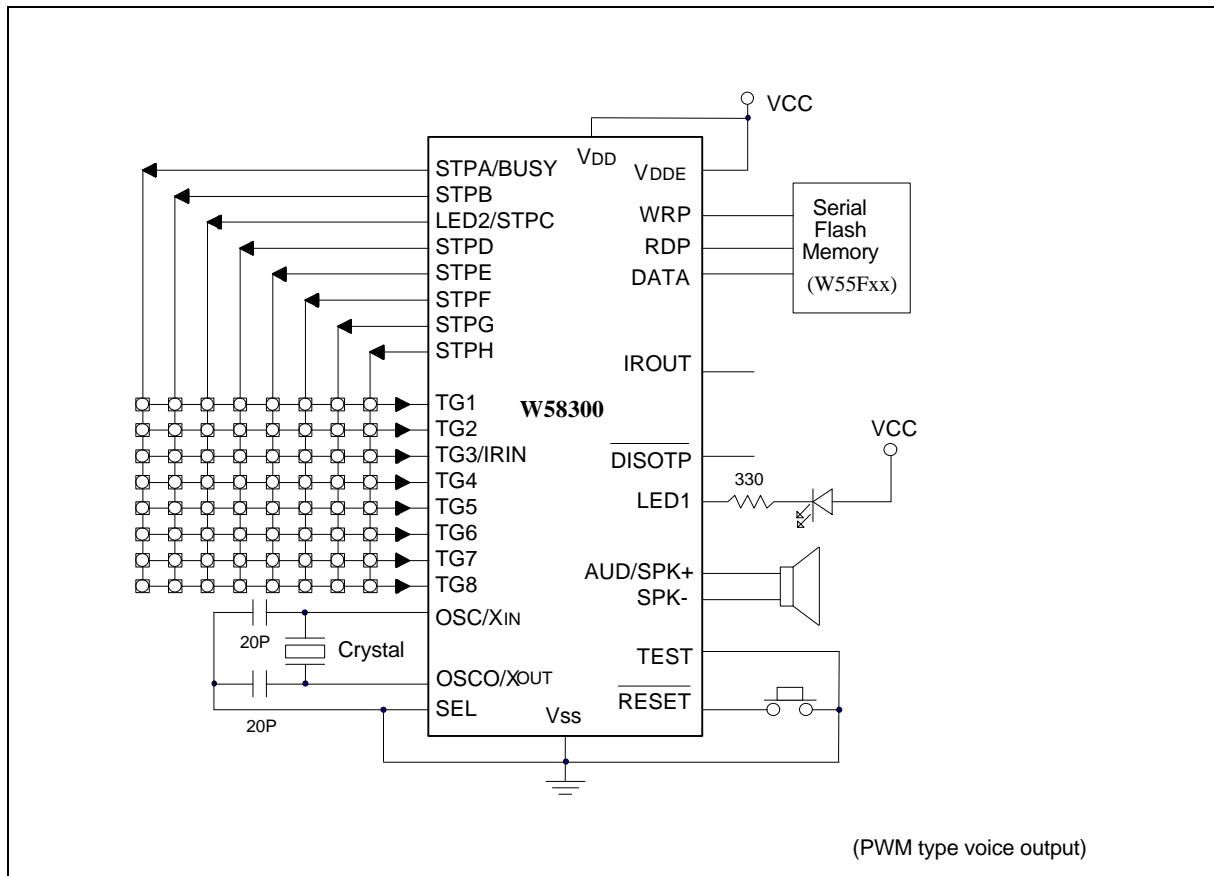 VCC
VDD
VDDE
STPA/BUSY
STPB
LED2/STPC
STPD
STPE
STPF
STPG
STPH
WRP
RDP
DATA
Serial
Flash
Memory
(W55Fxx)
IROUT
TG1
TG2
TG3/IRIN
TG4
TG5
TG6
TG7
TG8
W58300
DISOTP
LED1
330
VCC
AUD/SPK+
SPK-
OSC/XIN
20P
Crystal
OSCO/XOUT
20P
SEL
TEST
RESET
Vss
(PWM type voice output)